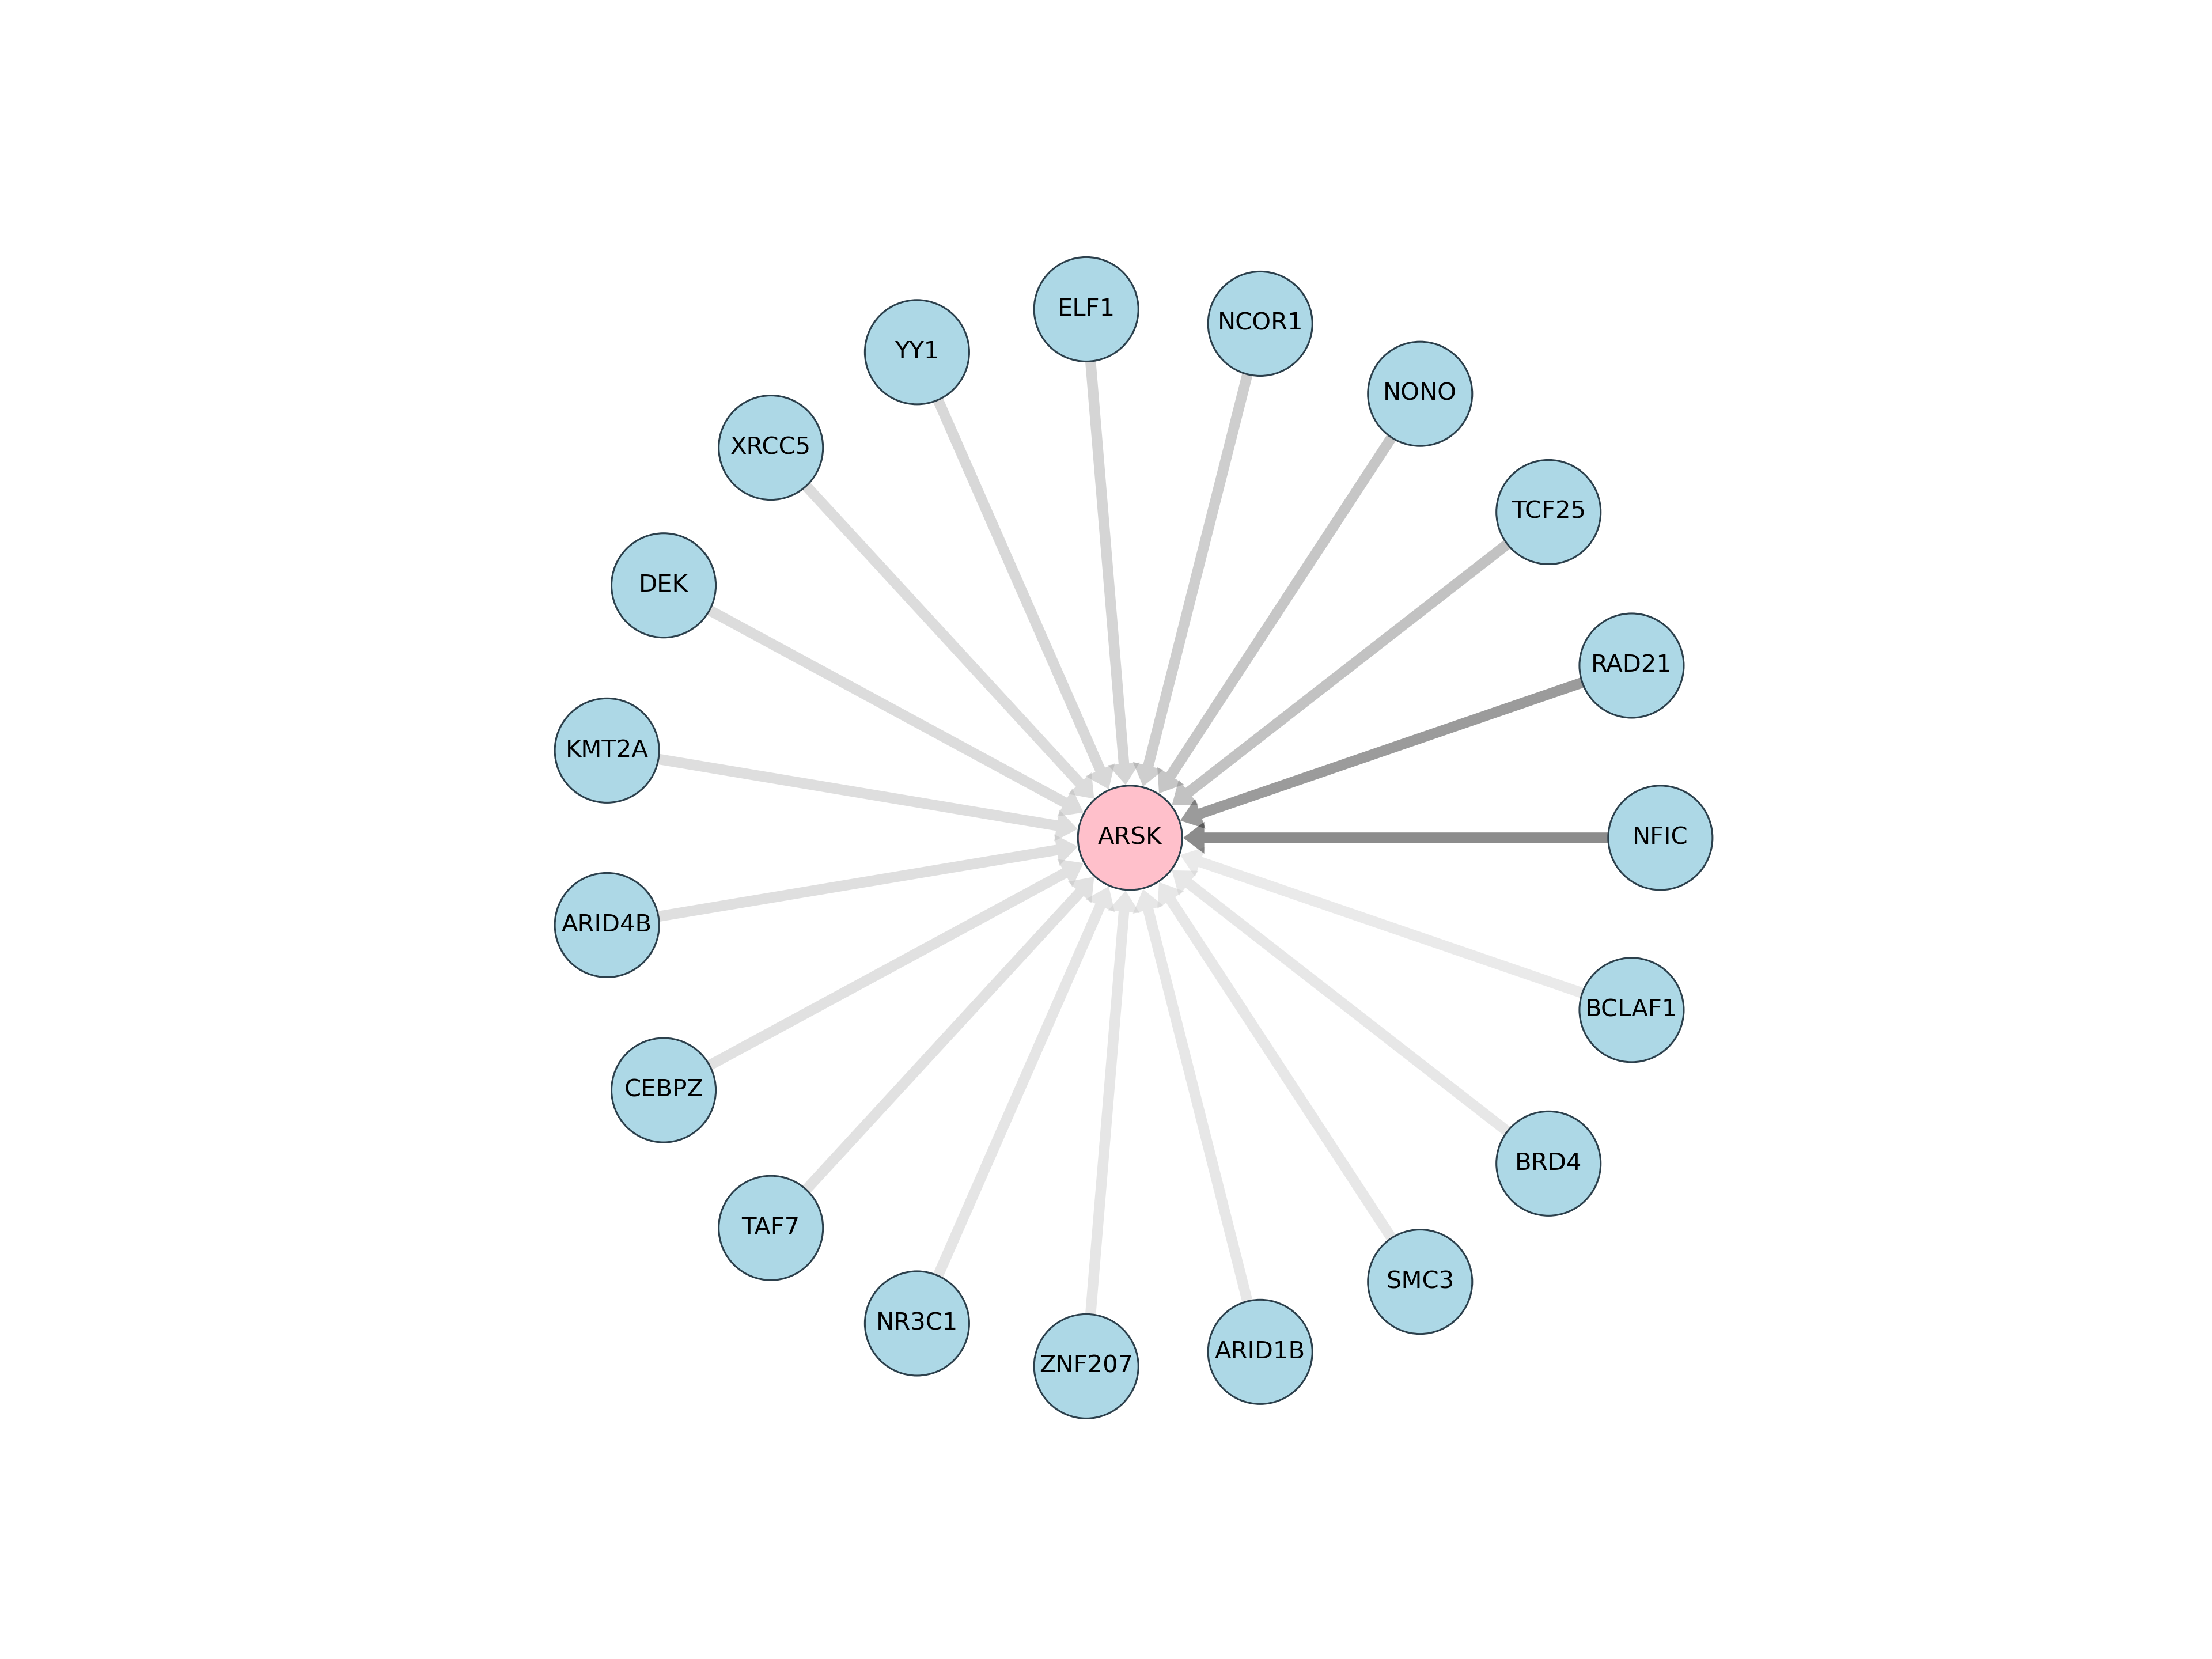 ELF1
NCOR1
YY1
NONO
XRCC5
TCF25
DEK
RAD21
KMT2A
ARSK
NFIC
ARID4B
BCLAF1
CEBPZ
BRD4
TAF7
SMC3
NR3C1
ARID1B
ZNF207